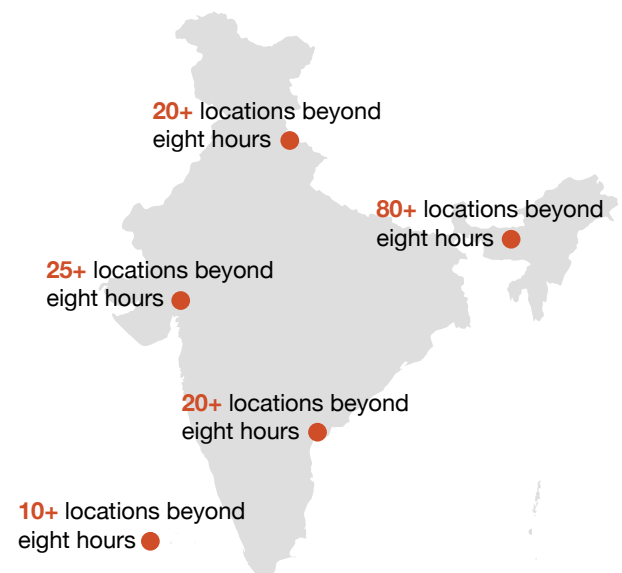 20+ locations beyond
eight hours
80+ locations beyond
eight hours
25+ locations beyond
eight hours
20+ locations beyond
eight hours
10+ locations beyond
eight hours